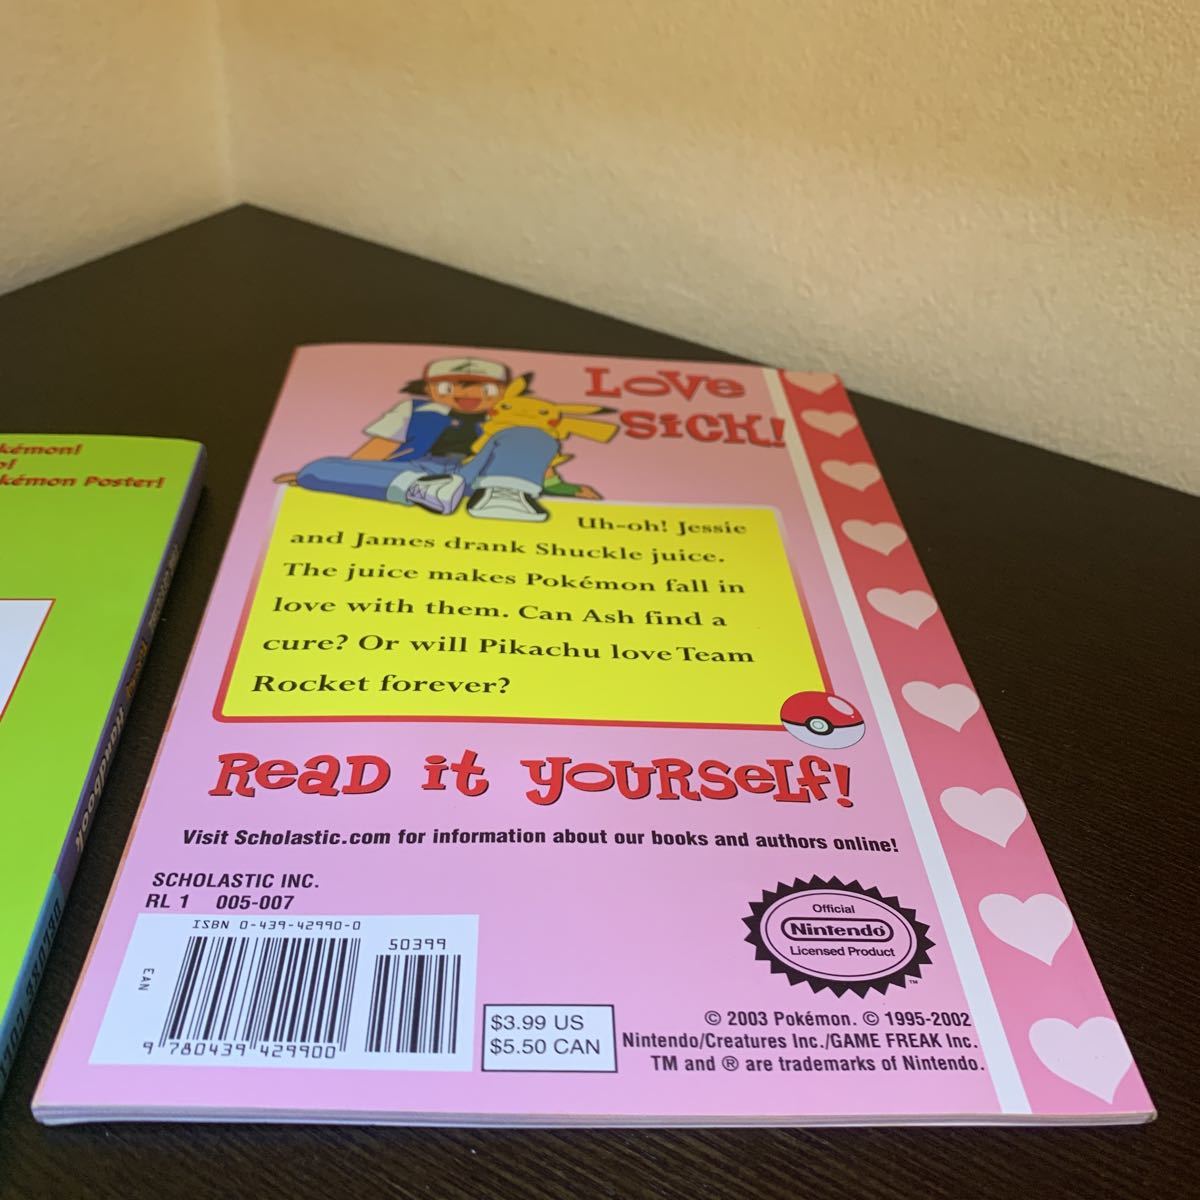 kémon!
o!
kémon Poster!
Handbook
LOVE
SICK!
Uh-oh! Jessie
and James drank Shuckle juice.
The juice makes Pokémon fall in
love with them. Can Ash find a
cure? Or will Pikachu love Team
Rocket forever?
Read it yourself!
Visit Scholastic.com for information about our books and authors online!
SCHOLASTIC INC.
RL 1 005-007
ISBN 0-439-42990-0
50399
EAN
9 780439 429900
$3.99 US
$5.50 CAN
Official
Nintendo
Licensed Product
TM
© 2003 Pokémon. © 1995-2002
Nintendo/Creatures Inc./GAME FREAK Inc.
TM and ® are trademarks of Nintendo.